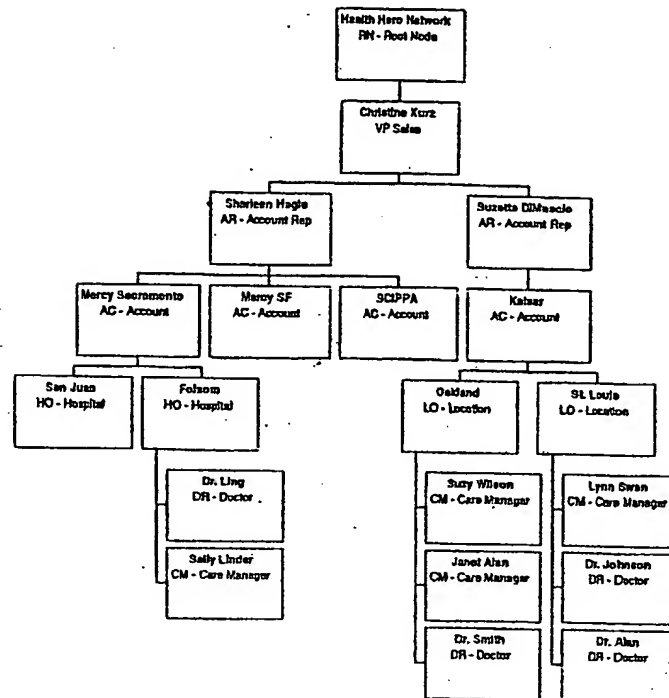 Health Hero Network
RN - Root Node
Christine Kurz
VP Sales
Sharleen Hagle
AR - Account Rep
Suzette DiMascio
AR - Account Rep
Mercy Sacramento
AC - Account
Mercy SF
AC - Account
SCIPPA
AC - Account
Kaiser
AC - Account
San Juan
HO - Hospital
Folsom
HO - Hospital
Oakland
LO - Location
St. Louis
LO - Location
Dr. Ling
DR - Doctor
Sally Linder
CM - Care Manager
Suzy Wilson
CM - Care Manager
Janet Alan
CM - Care Manager
Dr. Smith
DR - Doctor
Lynn Swan
CM - Care Manager
Dr. Johnson
DR - Doctor
Dr. Alan
DR - Doctor